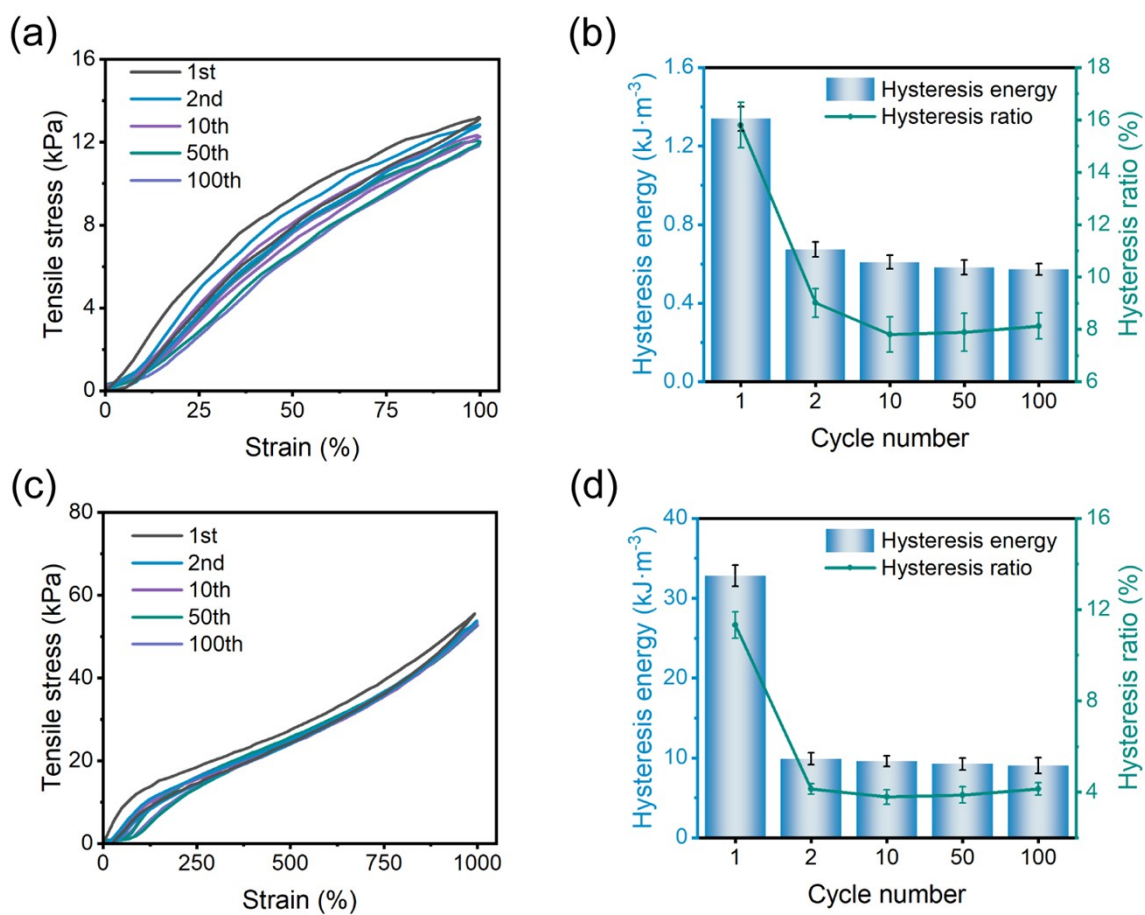 (a)
Tensile stress (kPa)
16
12
8
4
0
1st
2nd
10th
50th
100th
0 25 50 75 100
Strain (%)
(b)
Hysteresis energy (kJ·m⁻³)
1.6
1.2
0.8
0.4
0.0
Hysteresis energy
Hysteresis ratio
18
16
14
12
10
8
6
Hysteresis ratio (%)
1 2 10 50 100
Cycle number
(c)
Tensile stress (kPa)
80
60
40
20
0
1st
2nd
10th
50th
100th
0 250 500 750 1000
Strain (%)
(d)
Hysteresis energy (kJ·m⁻³)
40
30
20
10
0
Hysteresis energy
Hysteresis ratio
16
12
8
4
Hysteresis ratio (%)
1 2 10 50 100
Cycle number